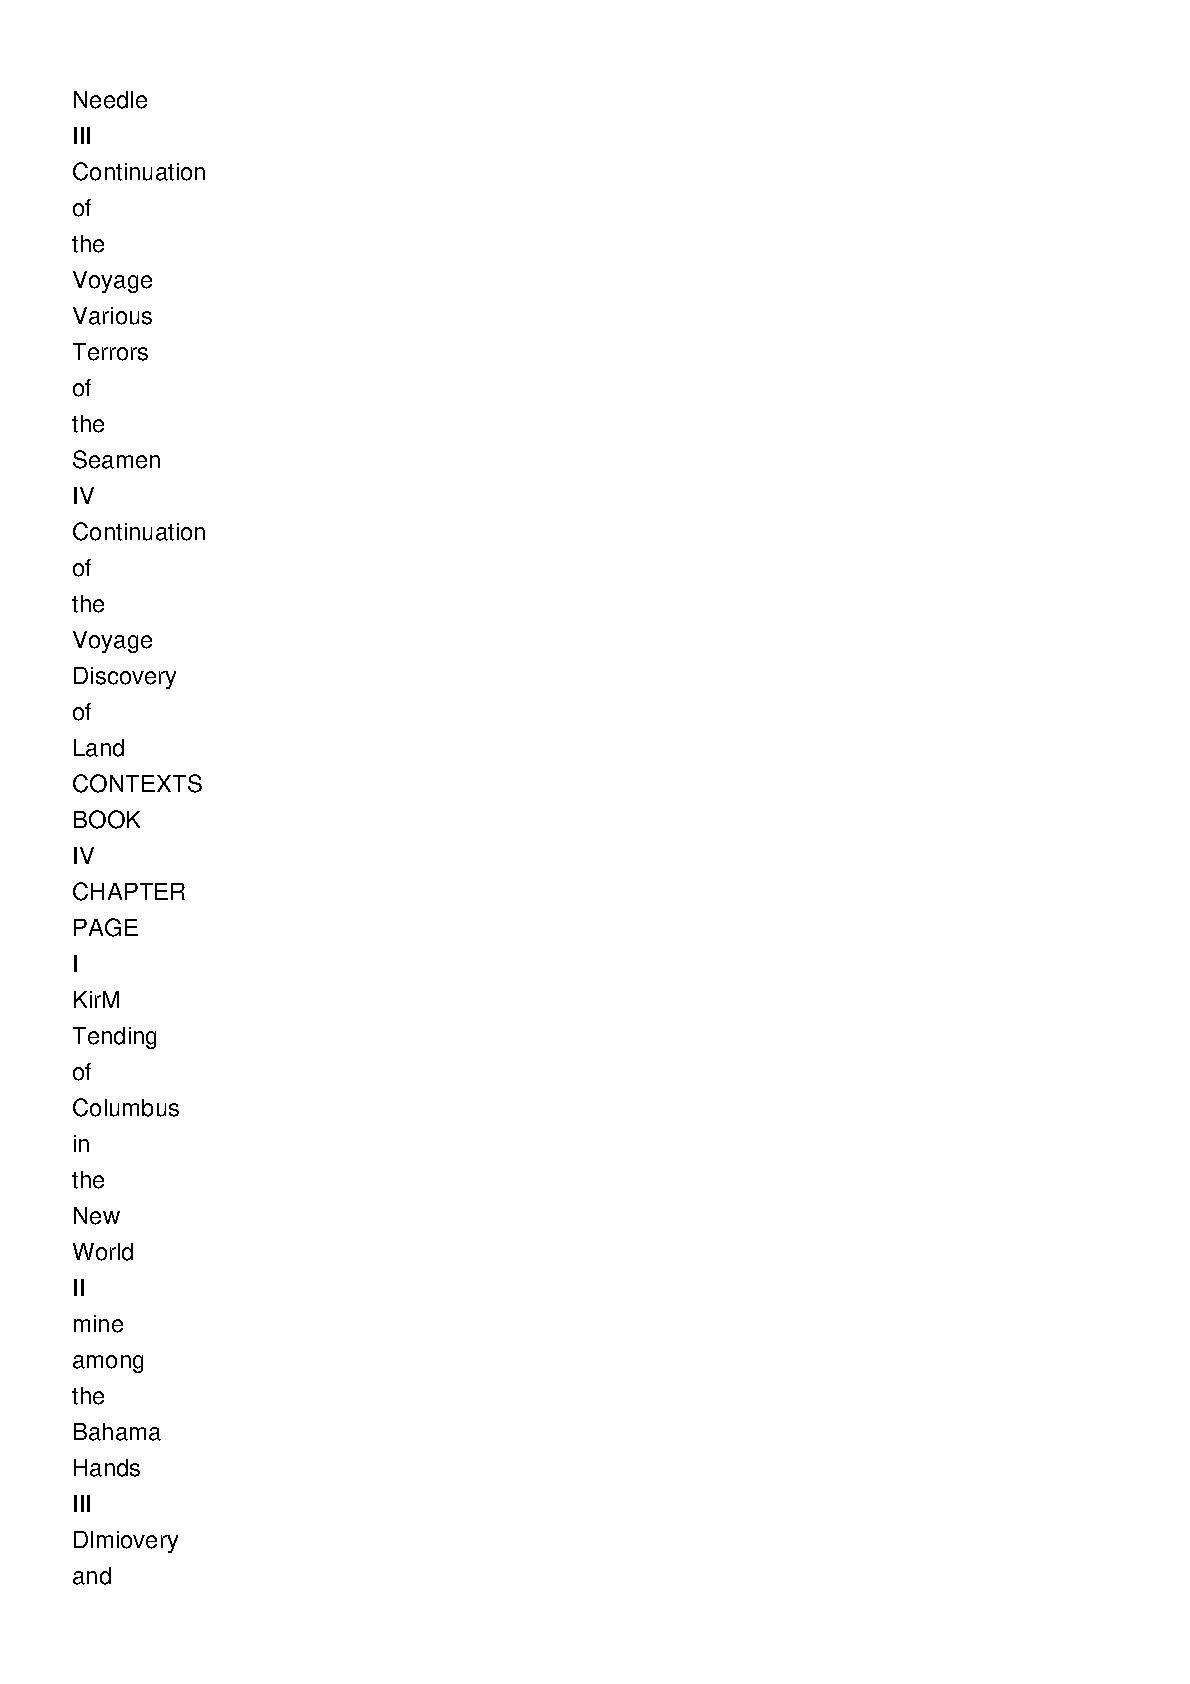 Needle
III
Continuation
of
the
Voyage
Various
Terrors
of
the
Seamen
IV
Continuation
of
the
Voyage
Discovery
of
Land
CONTEXTS
BOOK
IV
CHAPTER
PAGE
I
KirM
Tending
of
Columbus
in
the
New
World
II
mine
among
the
Bahama
Hands
III
Dlmiovery
and